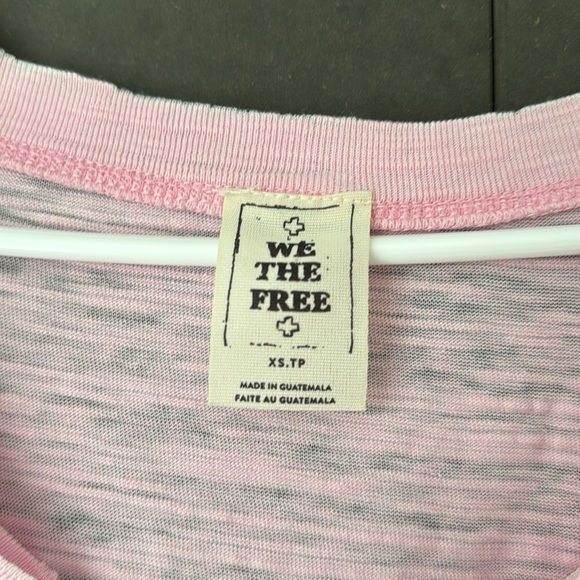 WE
THE
FREE
XS.TP
MADE IN GUATEMALA
FAITE AU GUATEMALA